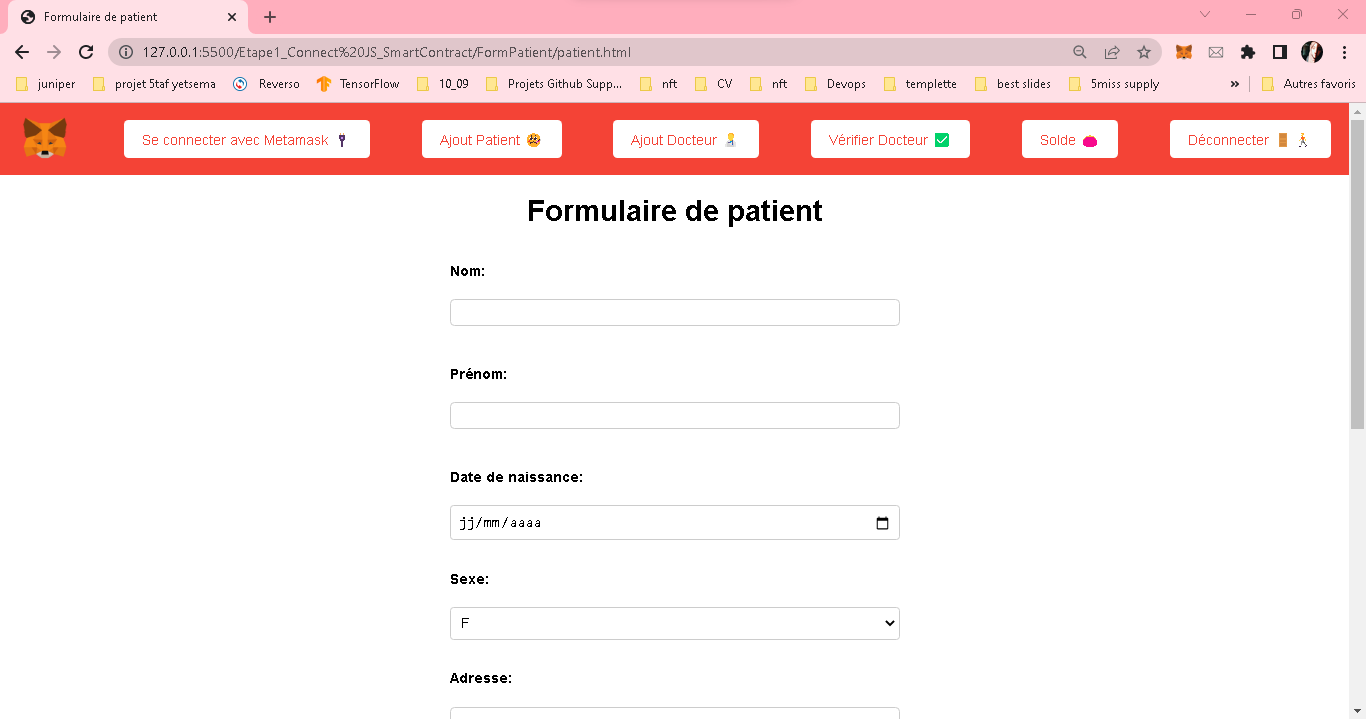 Formulaire de patient
127.0.0.1:5500/Etape1_Connect%20JS_SmartContract/FormPatient/patient.html
juniper projet 5taf yetsema Reverso TensorFlow 10_09 Projets Github Supp... nft CV nft Devops templette best slides 5miss supply » Autres favoris
Se connecter avec Metamask Ajout Patient Ajout Docteur Vérifier Docteur Solde Déconnecter
Formulaire de patient
Nom:
Prénom:
Date de naissance:
jj/mm/aaaa
Sexe:
F
Adresse: